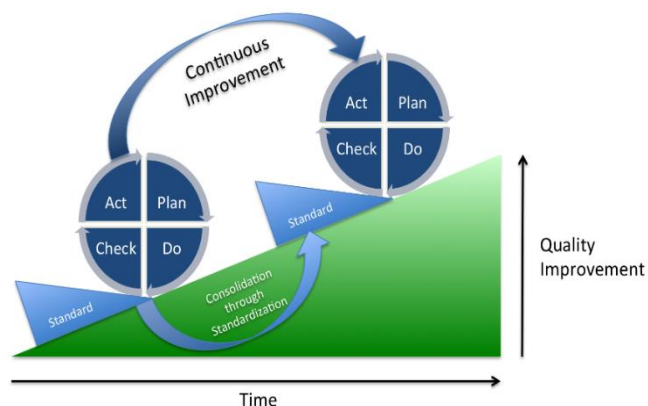 Continuous
Improvement
Act Plan
Check Do
Act Plan
Check Do
Standard
Standard
Consolidation
through
Standardization
Quality
Improvement
Time